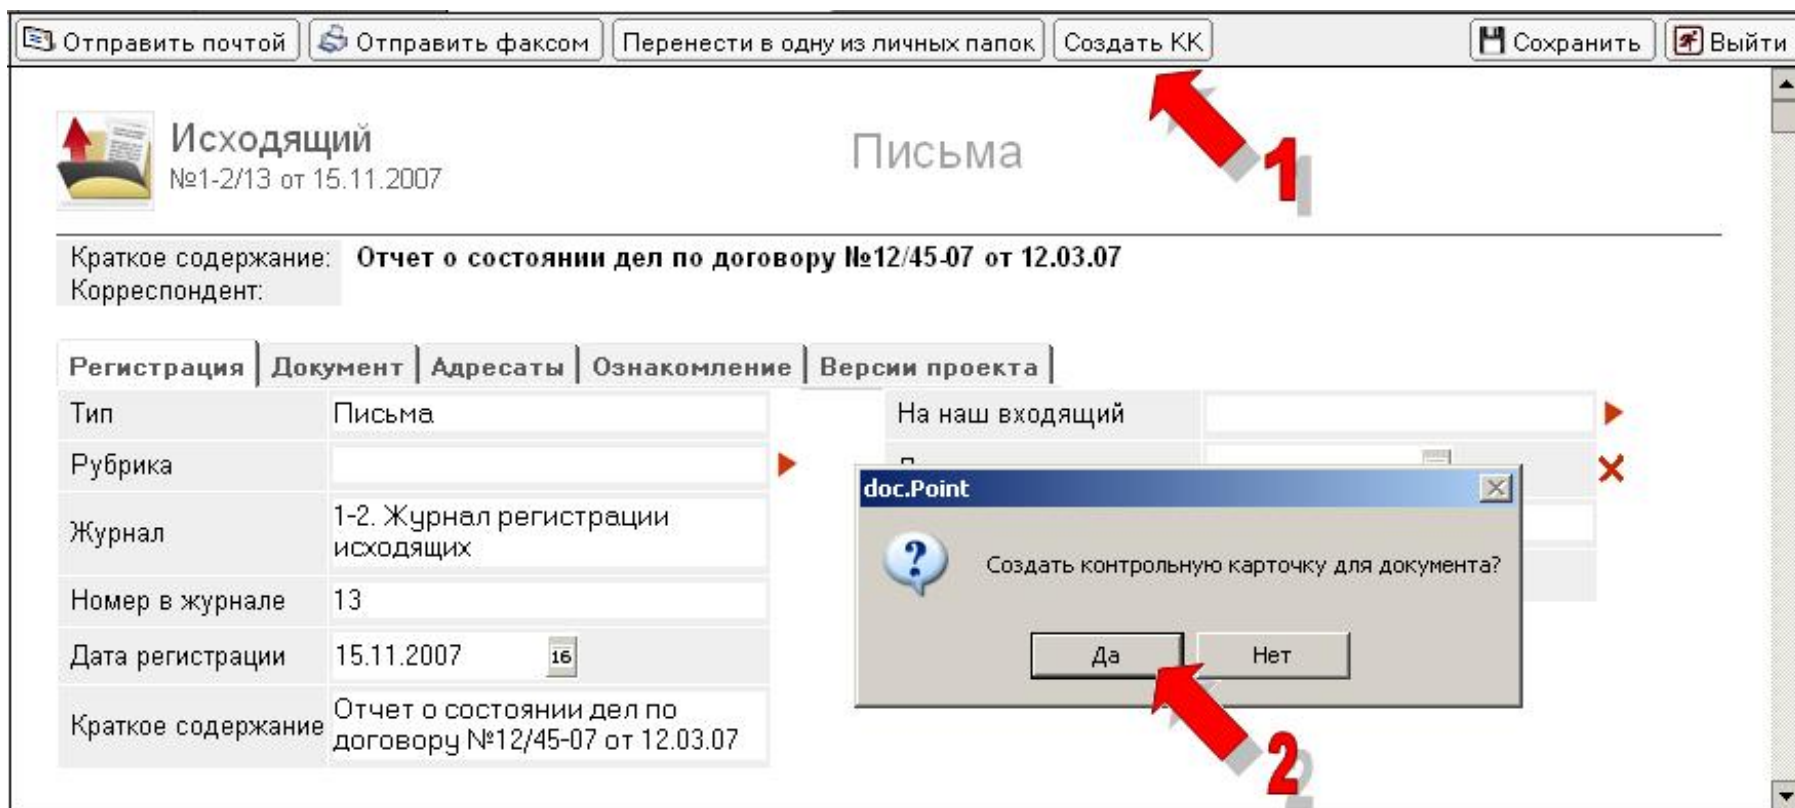 Отправить почтой Отправить факсом Перенести в одну из личных папок Создать КК Сохранить Выйти
Исходящий
№1-2/13 от 15.11.2007
Письма
1
Краткое содержание: Отчет о состоянии дел по договору №12/45-07 от 12.03.07
Корреспондент:
Регистрация Документ Адресаты Ознакомление Версии проекта
Тип Письма На наш входящий
Рубрика
Журнал 1-2. Журнал регистрации
исходящих
Номер в журнале 13
Дата регистрации 15.11.2007 16
Краткое содержание Отчет о состоянии дел по
договору №12/45-07 от 12.03.07
doc.Point
Создать контрольную карточку для документа?
Да Нет
2